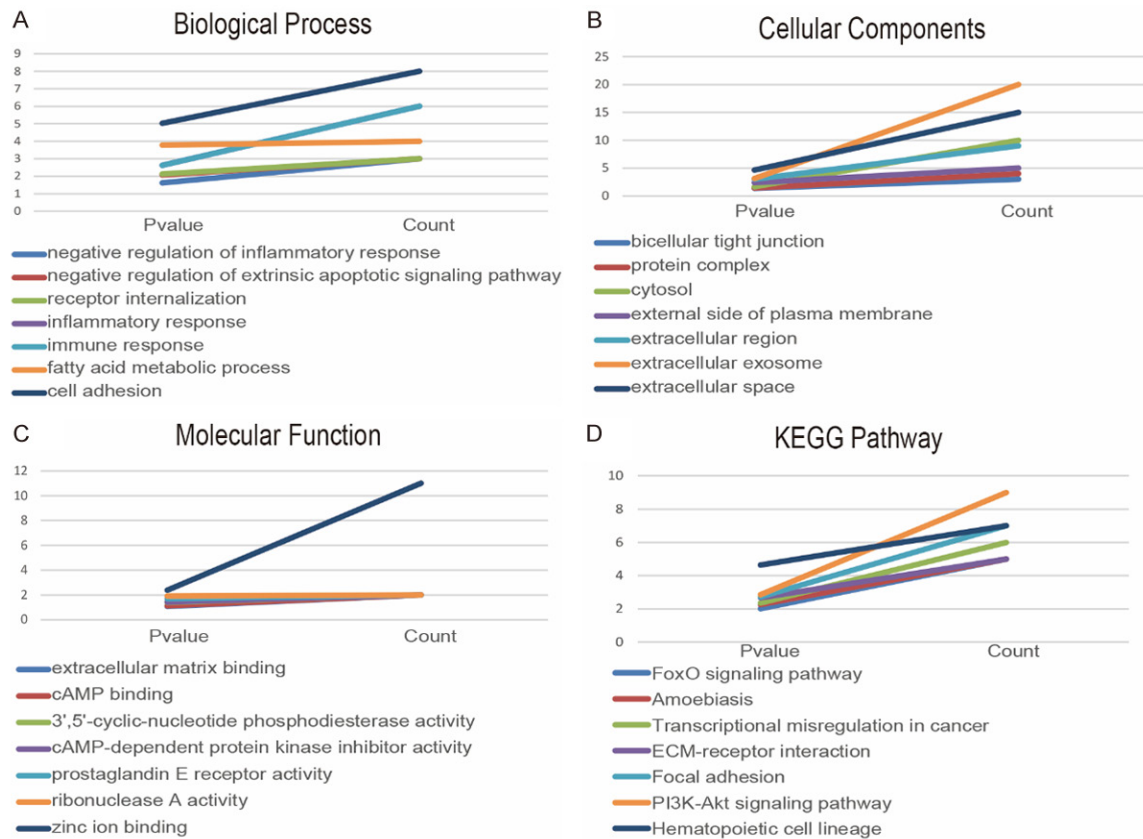 A
Biological Process
9
8
7
6
5
4
3
2
1
0
Pvalue Count
negative regulation of inflammatory response
negative regulation of extrinsic apoptotic signaling pathway
receptor internalization
inflammatory response
immune response
fatty acid metabolic process
cell adhesion
B
Cellular Components
25
20
15
10
5
0
Pvalue Count
bicellular tight junction
protein complex
cytosol
external side of plasma membrane
extracellular region
extracellular exosome
extracellular space
C
Molecular Function
12
10
8
6
4
2
0
Pvalue Count
extracellular matrix binding
cAMP binding
3',5'-cyclic-nucleotide phosphodiesterase activity
cAMP-dependent protein kinase inhibitor activity
prostaglandin E receptor activity
ribonuclease A activity
zinc ion binding
D
KEGG Pathway
10
8
6
4
2
0
Pvalue Count
FoxO signaling pathway
Amoebiasis
Transcriptional misregulation in cancer
ECM-receptor interaction
Focal adhesion
PI3K-Akt signaling pathway
Hematopoietic cell lineage